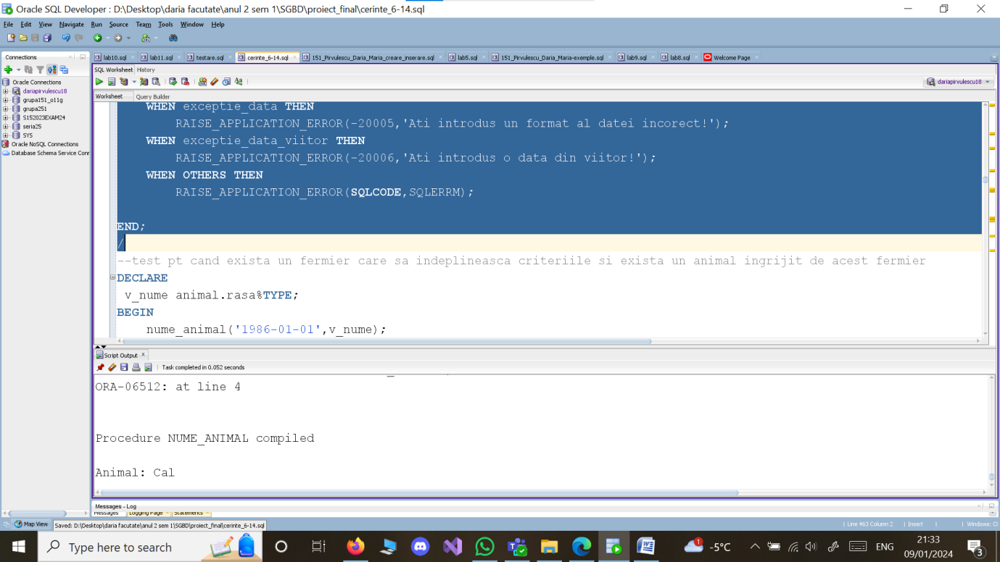 Oracle SQL Developer : D:\Desktop\daria facutate\anul 2 sem 1\SGBD\proiect_final\cerinte_6-14.sql
File Edit View Navigate Run Source Team Tools Window Help
Connections
lab10.sql lab11.sql testare.sql cerinte_6-14.sql 151_Pirvulescu_Daria_Maria_creare_inserare.sql lab5.sql 151_Pirvulescu_Daria_Maria-exemple.sql lab9.sql lab8.sql Welcome Page
SQL Worksheet History
Oracle Connections
dariapirvulescu18
grupa151_o11g
grupa251
S152023EXAM24
seria25
SYS
Oracle NoSQL Connections
Database Schema Service Conn
dariapirvulescu18
Worksheet Query Builder
WHEN exceptie_data THEN
RAISE_APPLICATION_ERROR(-20005,'Ati introdus un format al datei incorect!');
WHEN exceptie_data_viitor THEN
RAISE_APPLICATION_ERROR(-20006,'Ati introdus o data din viitor!');
WHEN OTHERS THEN
RAISE_APPLICATION_ERROR(SQLCODE,SQLERRM);
END;
/
--test pt cand exista un fermier care sa indeplineasca criteriile si exista un animal ingrijit de acest fermier
DECLARE
v_nume animal.rasa%TYPE;
BEGIN
nume_animal('1986-01-01',v_nume);
Script Output
Task completed in 0.052 seconds
ORA-06512: at line 4
Procedure NUME_ANIMAL compiled
Animal: Cal
Messages - Log
Messages Logging Page Statements
Map View Saved: D:\Desktop\daria facutate\anul 2 sem 1\SGBD\proiect_final\cerinte_6-14.sql
Line 463 Column 2 Insert Windows: C
Type here to search
1
-5°C
ENG
21:33
09/01/2024
3